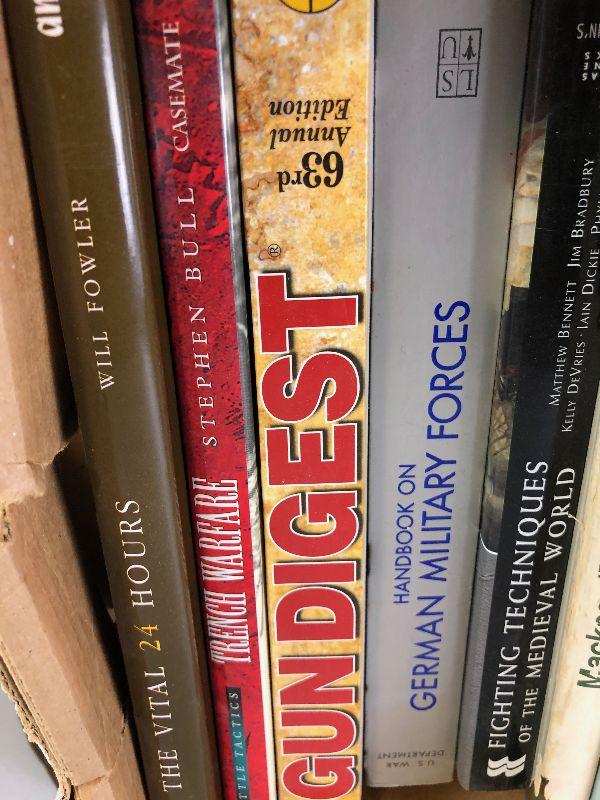 THE VITAL 24 HOURS
WILL FOWLER
an
TTLE TACTICS
TRENCH WARFARE
STEPHEN BULL
CASEMATE
GUN DIGEST®
63rd
Annual
Edition
U.S. WAR
DEPARTMENT
HANDBOOK ON
GERMAN MILITARY FORCES
LSU
FIGHTING TECHNIQUES
OF THE MEDIEVAL WORLD
MATTHEW BENNETT JIM BRADBURY
KELLY DEVRIES · IAIN DICKIE